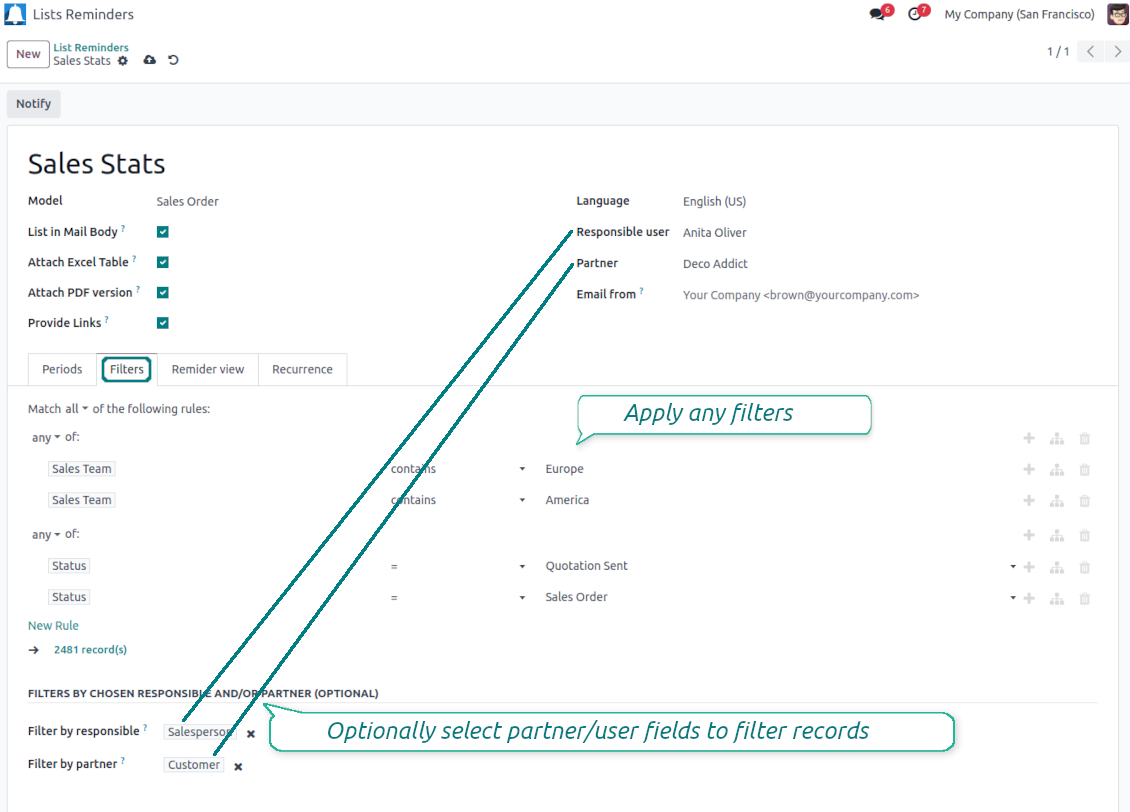 Lists Reminders 6 7 My Company (San Francisco)
New List Reminders
Sales Stats 1 / 1
Notify
Sales Stats
Model Sales Order Language English (US)
List in Mail Body ? Responsible user Anita Oliver
Attach Excel Table ? Partner Deco Addict
Attach PDF version ? Email from ? Your Company <brown@yourcompany.com>
Provide Links ?
Periods Filters Remider view Recurrence
Match all of the following rules:
Apply any filters
any of:
Sales Team contains Europe
Sales Team contains America
any of:
Status = Quotation Sent
Status = Sales Order
New Rule
2481 record(s)
FILTERS BY CHOSEN RESPONSIBLE AND/OR PARTNER (OPTIONAL)
Filter by responsible ? Salesperson Optionally select partner/user fields to filter records
Filter by partner ? Customer